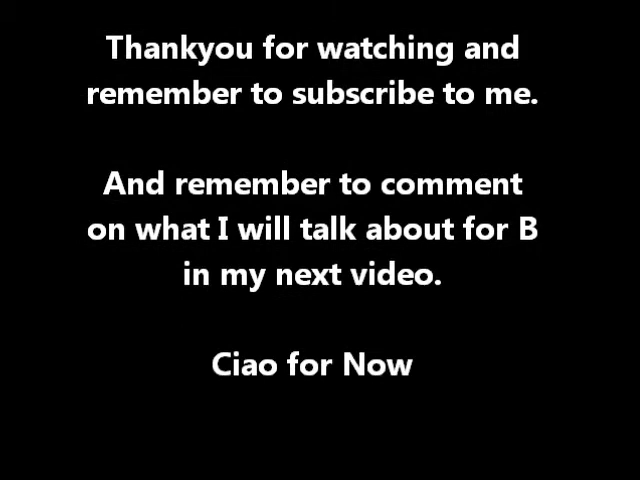 Thankyou for watching and
remember to subscribe to me.
And remember to comment
on what I will talk about for B
in my next video.
Ciao for Now